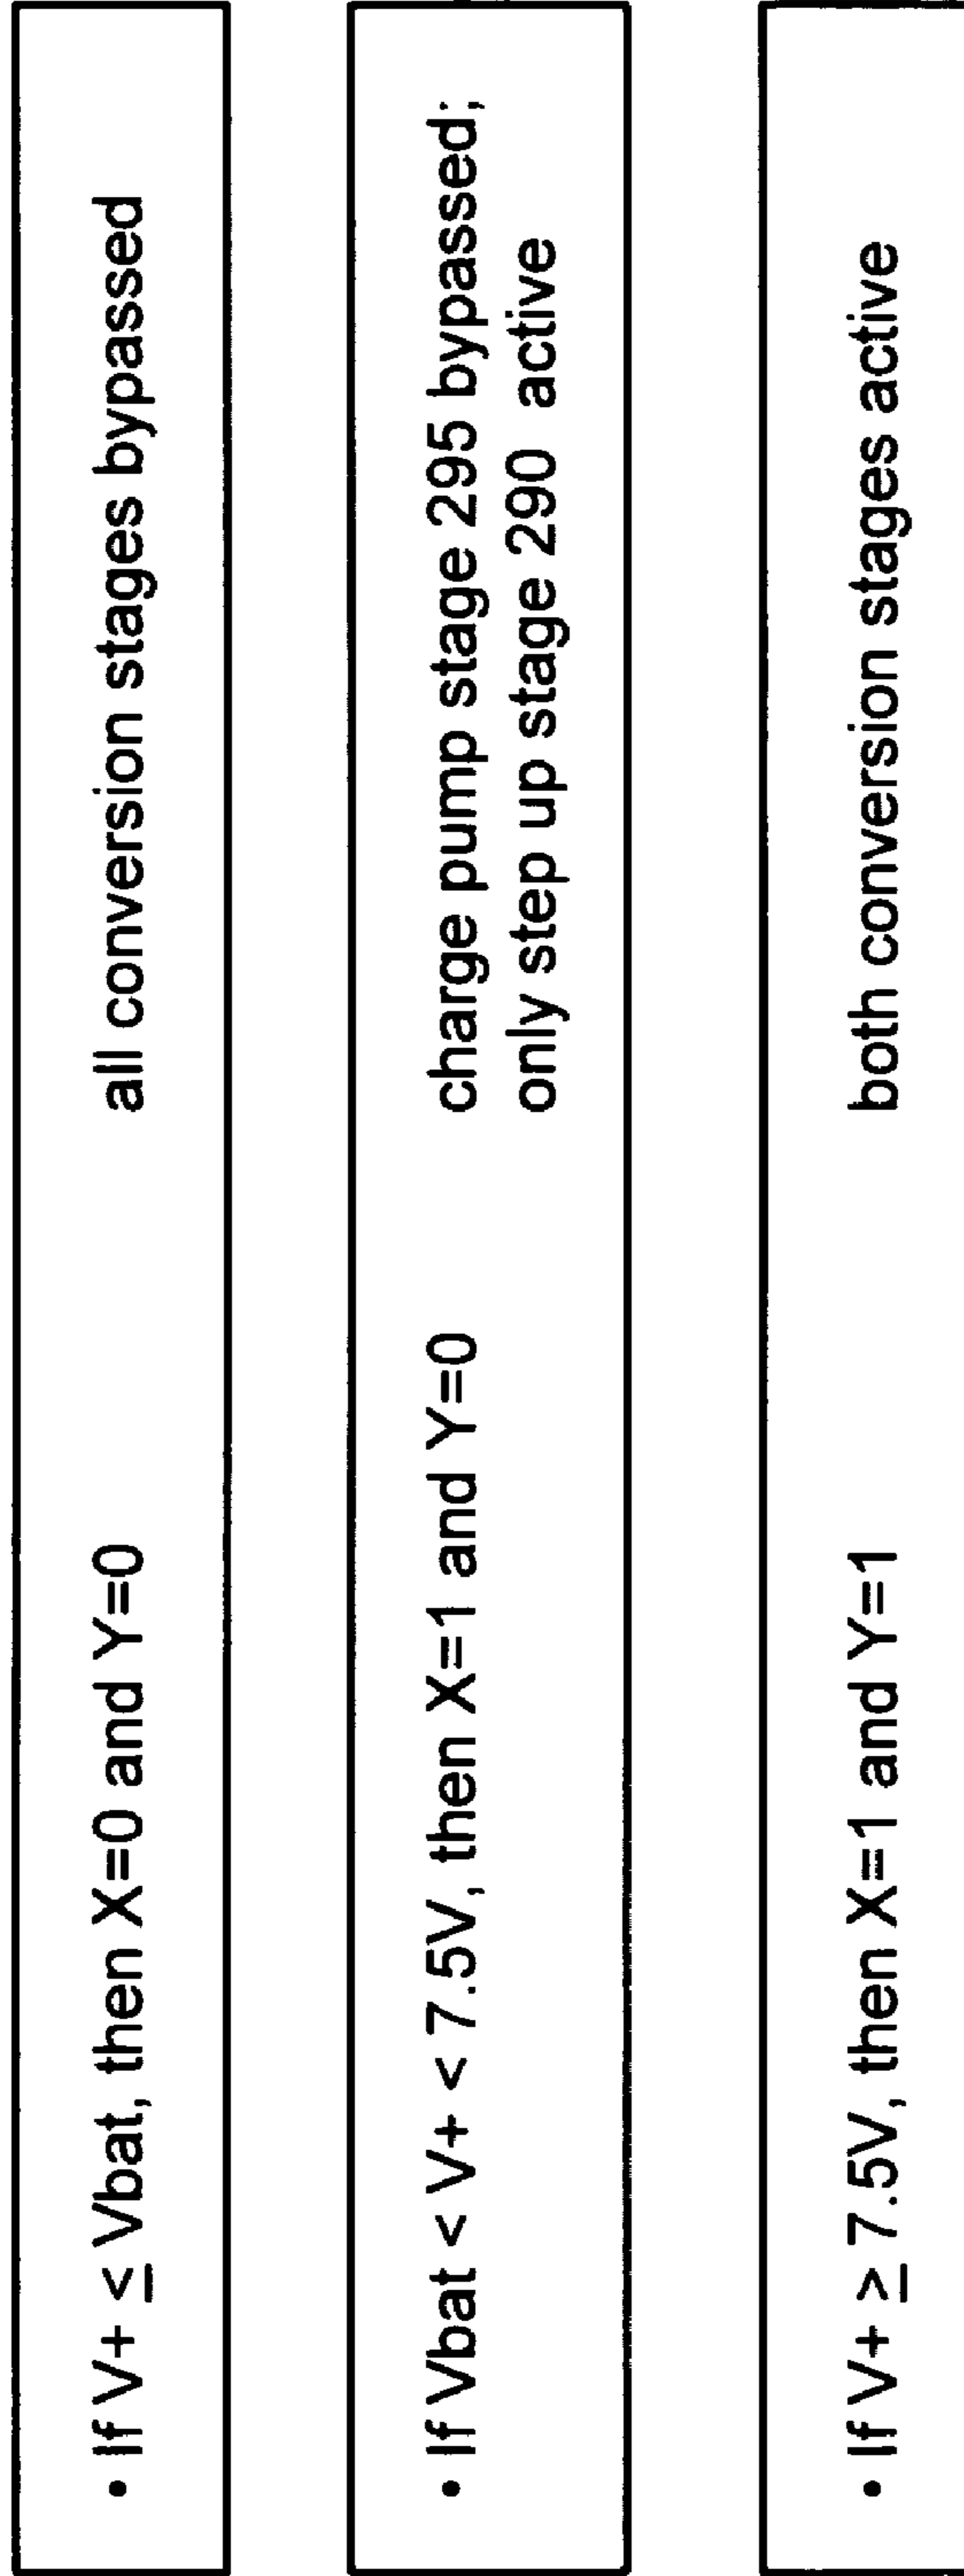 • If V+ ≤ Vbat, then X=0 and Y=0 all conversion stages bypassed
• If Vbat < V+ < 7.5V, then X=1 and Y=0 charge pump stage 295 bypassed;
only step up stage 290 active
• If V+ ≥ 7.5V, then X=1 and Y=1 both conversion stages active